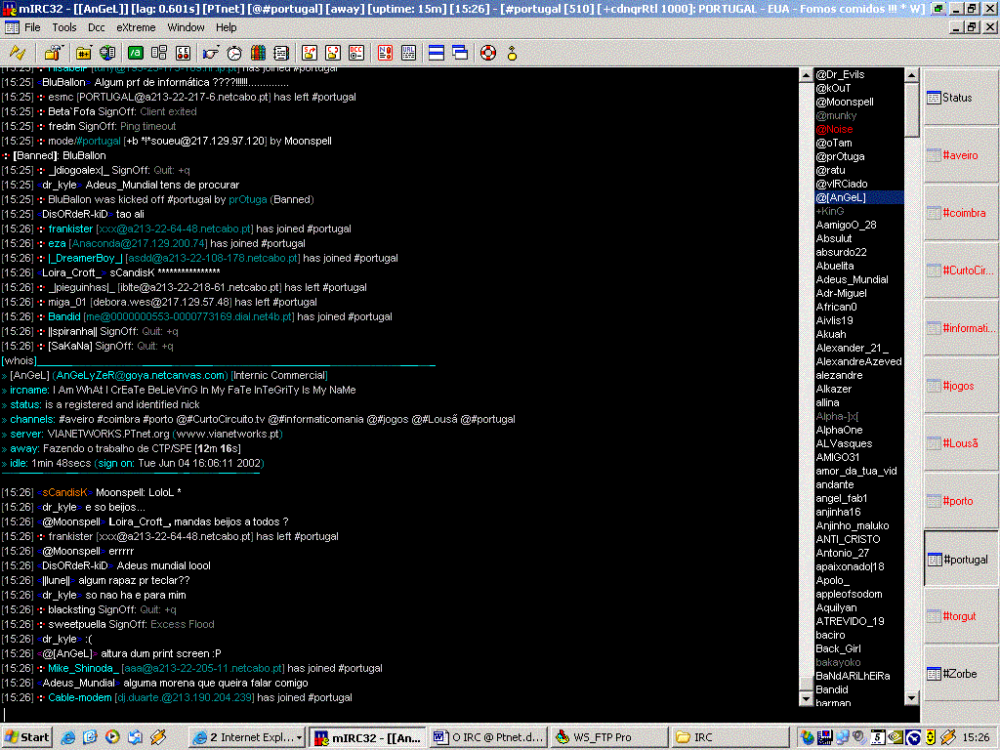 mIRC32 - [[AnGeL]] [lag: 0.601s] [PTnet] [@#portugal] [away] [uptime: 15m] [15:26] - [#portugal [510] [+cdnqrRtl 1000]: PORTUGAL - EUA - Fomos comidos !!! * W]
File Tools Dcc eXtreme Window Help
[15:25] has joined #portugal
[15:25] BluBallon> Algum prf de informática ????!!!!!!.............
[15:25] esmc [PORTUGAL@a213-22-217-6.netcabo.pt] has left #portugal
[15:25] Beta`Fofa SignOff: Client exited
[15:25] fredm SignOff: Ping timeout
[15:25] mode/#portugal [+b *!*soueu@217.129.97.120] by Moonspell
[Banned]: BluBallon
[15:25] _|diogoalex|_ SignOff: Quit: +q
[15:25] <dr_kyle> Adeus_Mundial tens de procurar
[15:25] BluBallon was kicked off #portugal by prOtuga (Banned)
[15:25] <DisORdeR-kiD> tao ali
[15:26] frankister [xxx@a213-22-64-48.netcabo.pt] has joined #portugal
[15:26] eza [Anaconda@217.129.200.74] has joined #portugal
[15:26] |_DreamerBoy_| [asdd@a213-22-108-178.netcabo.pt] has joined #portugal
[15:26] <Loira_Croft_> sCandisK ****************
[15:26] _|pieguinhas|_ [iblte@a213-22-218-61.netcabo.pt] has left #portugal
[15:26] miga_01 [debora.wes@217.129.57.48] has left #portugal
[15:26] Bandid [me@0000000553-0000773169.dial.net4b.pt] has joined #portugal
[15:26] ||spiranha|| SignOff: Quit: +q
[15:26] [SaKaNa] SignOff: Quit: +q
[whois]
» [AnGeL] (AnGeLyZeR@goya.netcanvas.com) [Internic Commercial]
» ircname: I Am WhAt I CrEaTe BeLieVinG In My FaTe InTeGriTy Is My NaMe
» status: is a registered and identified nick
» channels: #aveiro #coimbra #porto @#CurtoCircuito.tv @#informaticomania @#jogos @#Lousã @#portugal
» server: VIANETWORKS.PTnet.org (www.vianetworks.pt)
» away: Fazendo o trabalho de CTP/SPE [12m 16s]
» idle: 1min 48secs (sign on: Tue Jun 04 16:06:11 2002)
[15:26] <sCandisK> Moonspell: LoloL *
[15:26] <dr_kyle> e so beijos...
[15:26] <@Moonspell> Loira_Croft_, mandas beijos a todos ?
[15:26] frankister [xxx@a213-22-64-48.netcabo.pt] has left #portugal
[15:26] <@Moonspell> errrrr
[15:26] <DisORdeR-kiD> Adeus mundial loool
[15:26] <||lune||> algum rapaz pr teclar??
[15:26] <dr_kyle> so nao ha e para mim
[15:26] blacksting SignOff: Quit: +q
[15:26] sweetpuella SignOff: Excess Flood
[15:26] <dr_kyle> :(
[15:26] <@[AnGeL]> altura dum print screen :P
[15:26] Mike_Shinoda_ [aaa@a213-22-205-11.netcabo.pt] has joined #portugal
[15:26] <Adeus_Mundial> alguma morena que queira falar comigo
[15:26] Cable-modem [dj.duarte.@213.190.204.239] has joined #portugal
@Dr_Evils
@kOuT
@Moonspell
@munky
@Noise
@oTam
@prOtuga
@ratu
@vIRCiado
@[AnGeL]
+KinG
AamigoO_28
Absulut
absurdo22
Abuelita
Adeus_Mundial
Adr-Miguel
African0
Aivlis19
Akuah
Alexander_21_
AlexandreAzeved
alezandre
Alkazer
allina
Alpha-]x[
AlphaOne
ALVasques
AMIGO31
amor_da_tua_vid
andante
angel_fab1
anjinha16
Anjinho_maluko
ANTI_CRISTO
Antonio_27
apaixonado|18
Apolo_
appleofsodom
Aquilyan
ATREVIDO_19
baciro
Back_Girl
bakayoko
BaNdARiLhEiRa
Bandid
barman
Status
#aveiro
#coimbra
#CurtoCir...
#informati...
#jogos
#Lousã
#porto
#portugal
#torgut
#Zorbe
Start
2 Internet Expl...
mIRC32 - [[An...
O IRC @ Ptnet.d...
WS_FTP Pro
IRC
15:26